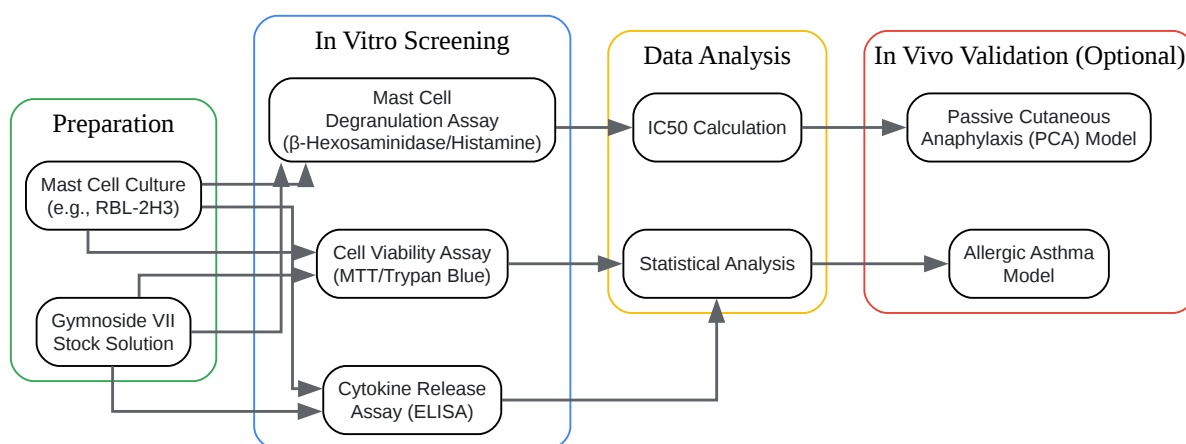 Preparation
Mast Cell Culture
(e.g., RBL-2H3)
Gymnoside VII
Stock Solution
In Vitro Screening
Mast Cell
Degranulation Assay
(β-Hexosaminidase/Histamine)
Cell Viability Assay
(MTT/Trypan Blue)
Cytokine Release
Assay (ELISA)
Data Analysis
IC50 Calculation
Statistical Analysis
In Vivo Validation (Optional)
Passive Cutaneous
Anaphylaxis (PCA) Model
Allergic Asthma
Model